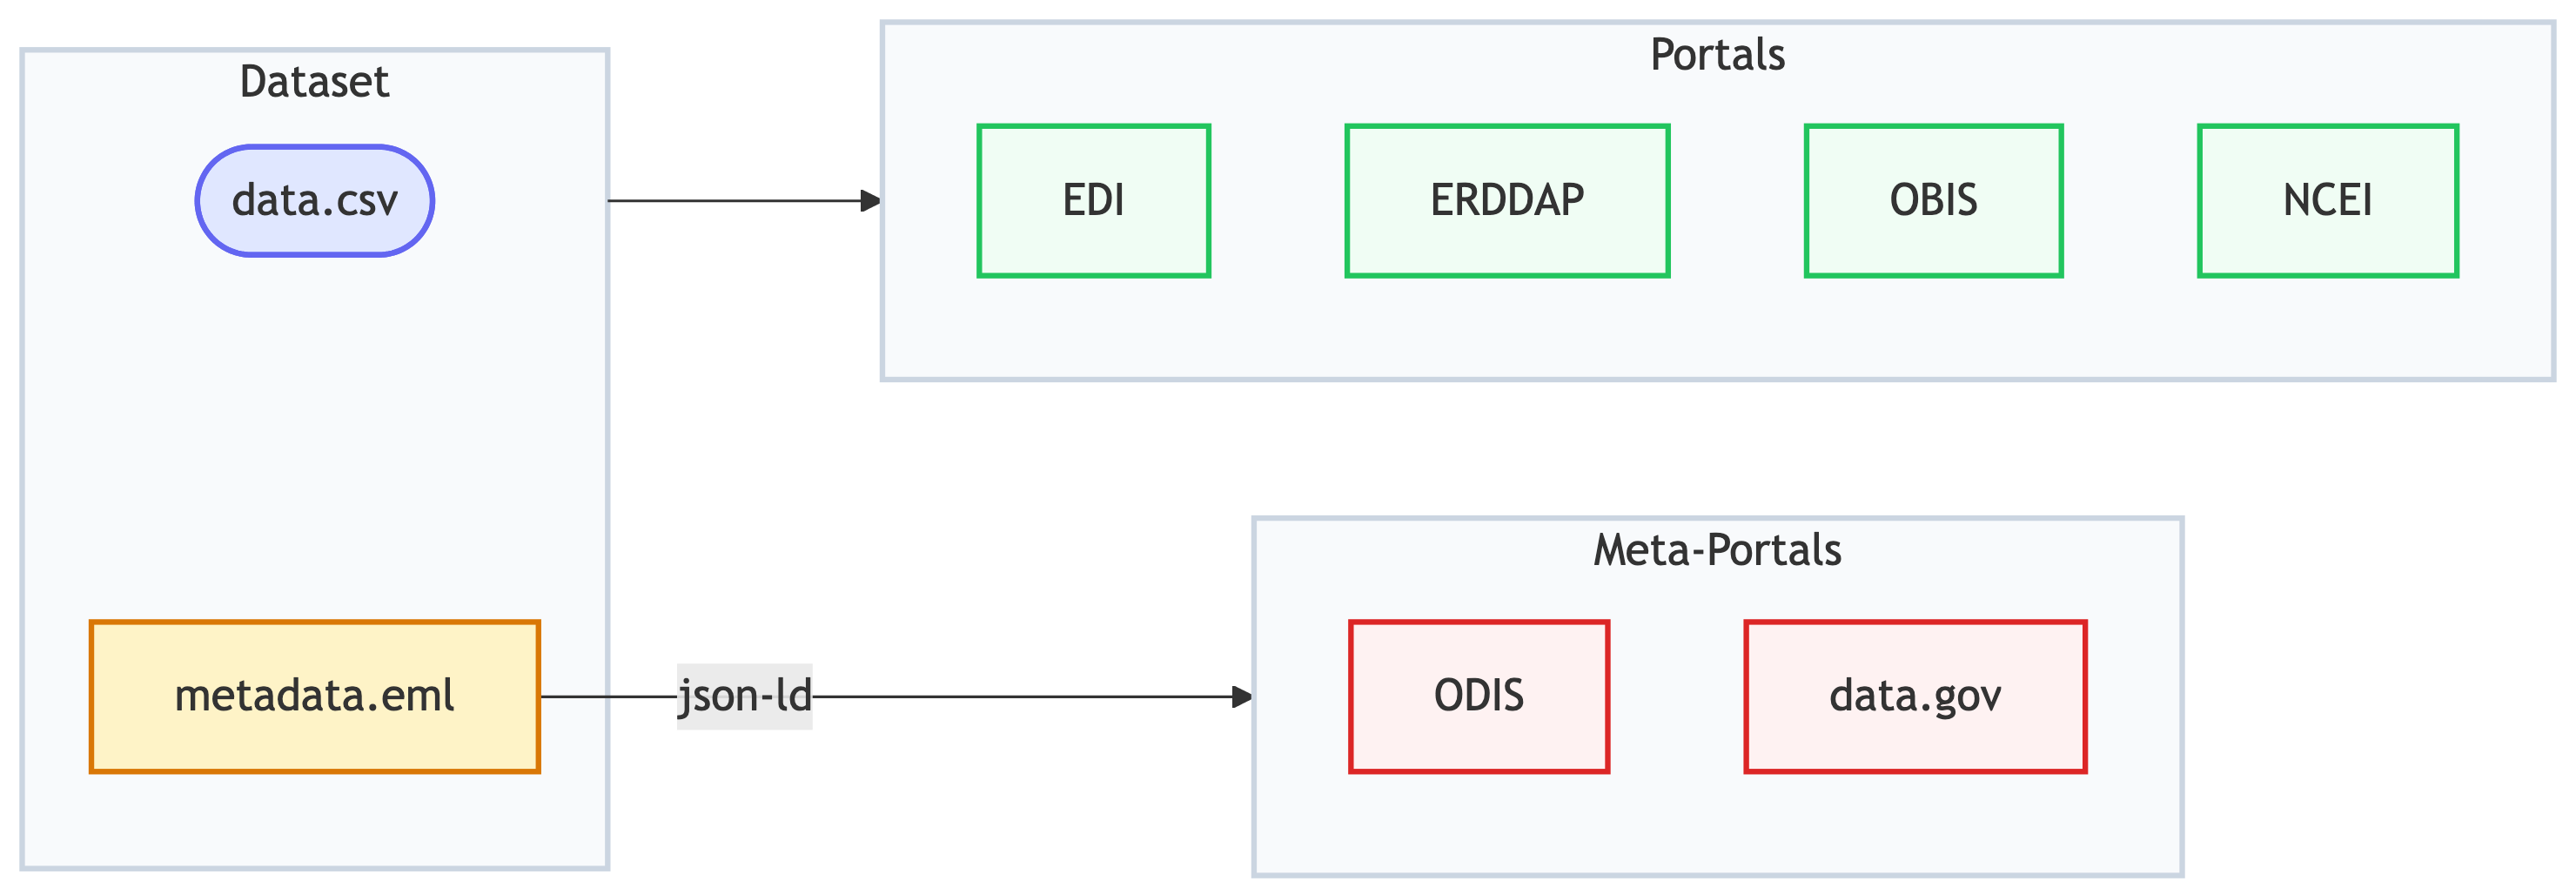 Dataset
data.csv
metadata.eml
json-ld
Portals
EDI
ERDDAP
OBIS
NCEI
Meta-Portals
ODIS
data.gov